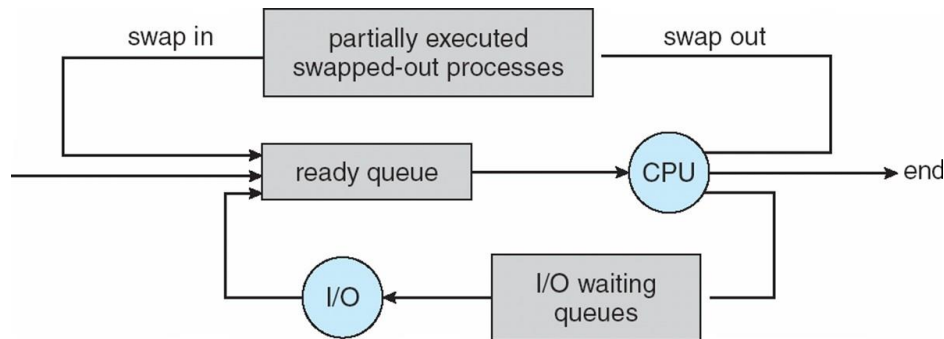 swap in
partially executed
swapped-out processes
swap out
ready queue
CPU
end
I/O
I/O waiting
queues